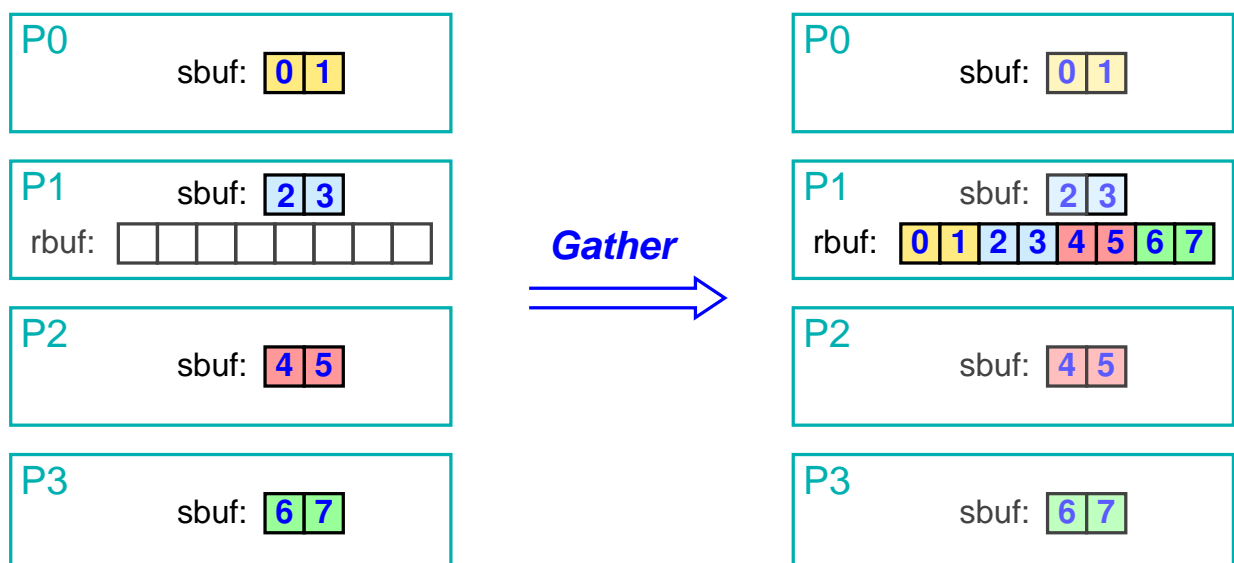 P0
sbuf: 0 1
P1
sbuf: 2 3
rbuf:
P2
sbuf: 4 5
P3
sbuf: 6 7
Gather
P0
sbuf: 0 1
P1
sbuf: 2 3
rbuf: 0 1 2 3 4 5 6 7
P2
sbuf: 4 5
P3
sbuf: 6 7